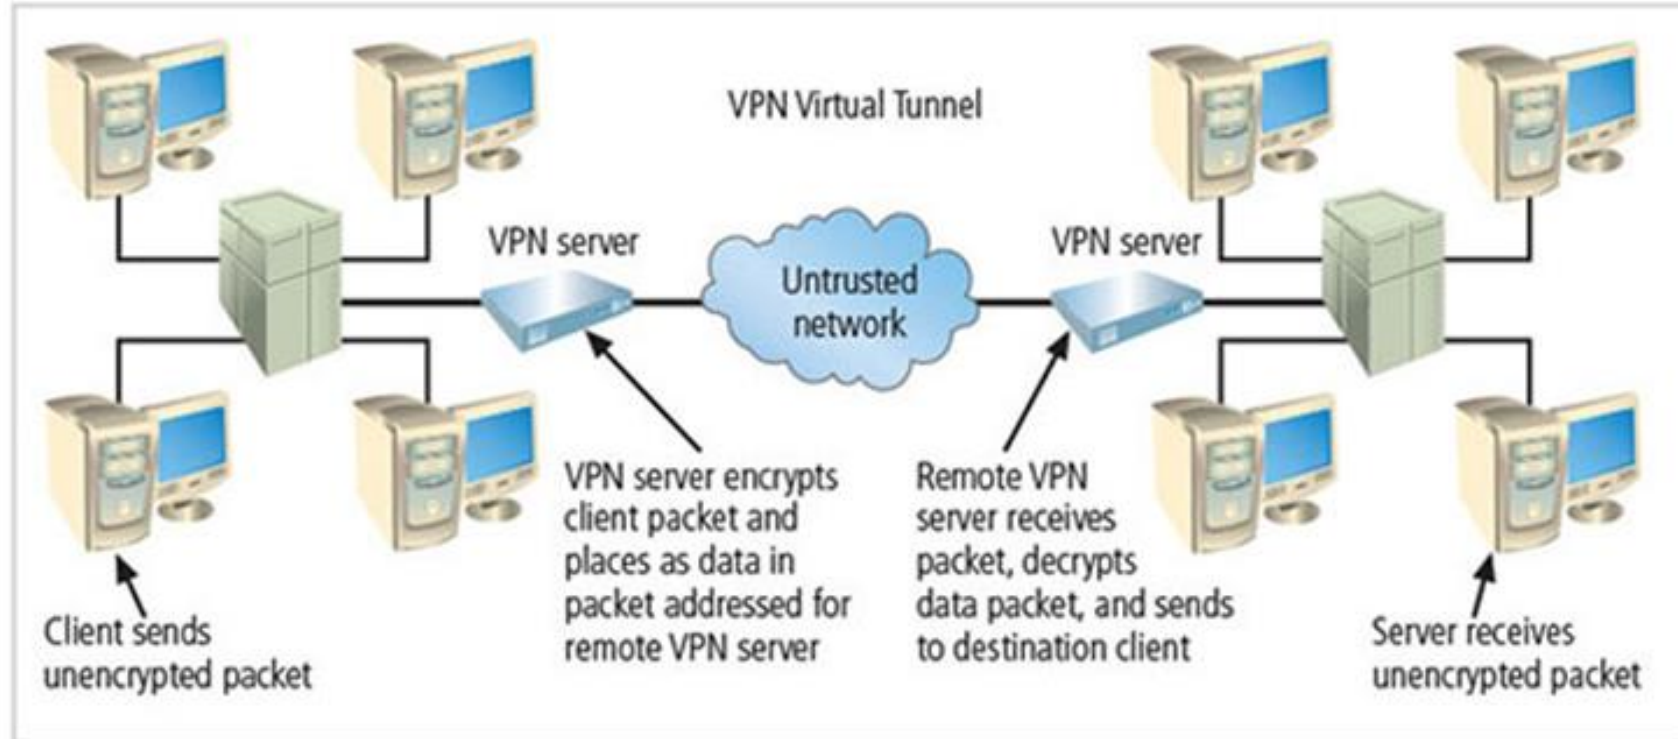 VPN Virtual Tunnel
VPN server
Untrusted
network
VPN server
Client sends
unencrypted packet
VPN server encrypts
client packet and
places as data in
packet addressed for
remote VPN server
Remote VPN
server receives
packet, decrypts
data packet, and sends
to destination client
Server receives
unencrypted packet